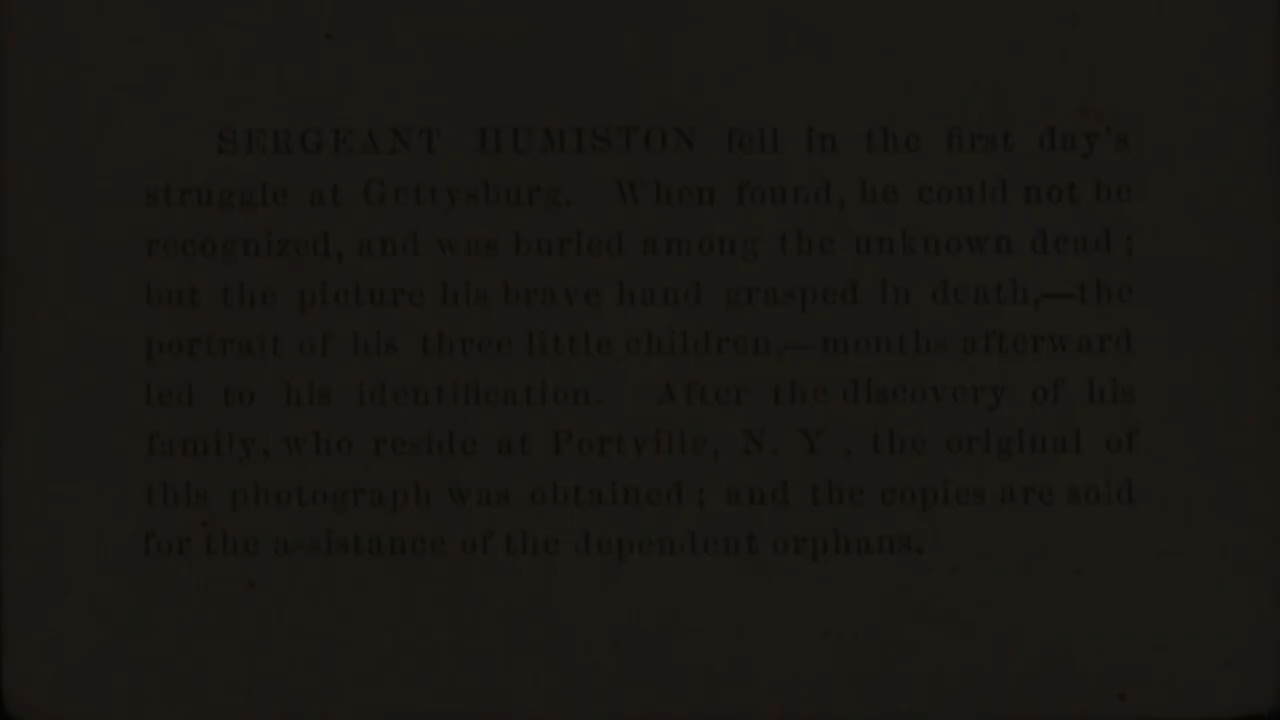 SERGEANT HUMISTON fell in the first day's
struggle at Gettysburg. When found, he could not be
recognized, and was buried among the unknown dead;
but the picture his brave hand grasped in death,—the
portrait of his three little children,—months afterward
led to his identification. After the discovery of his
family, who reside at Portville, N. Y., the original of
this photograph was obtained; and the copies are sold
for the assistance of the dependent orphans.